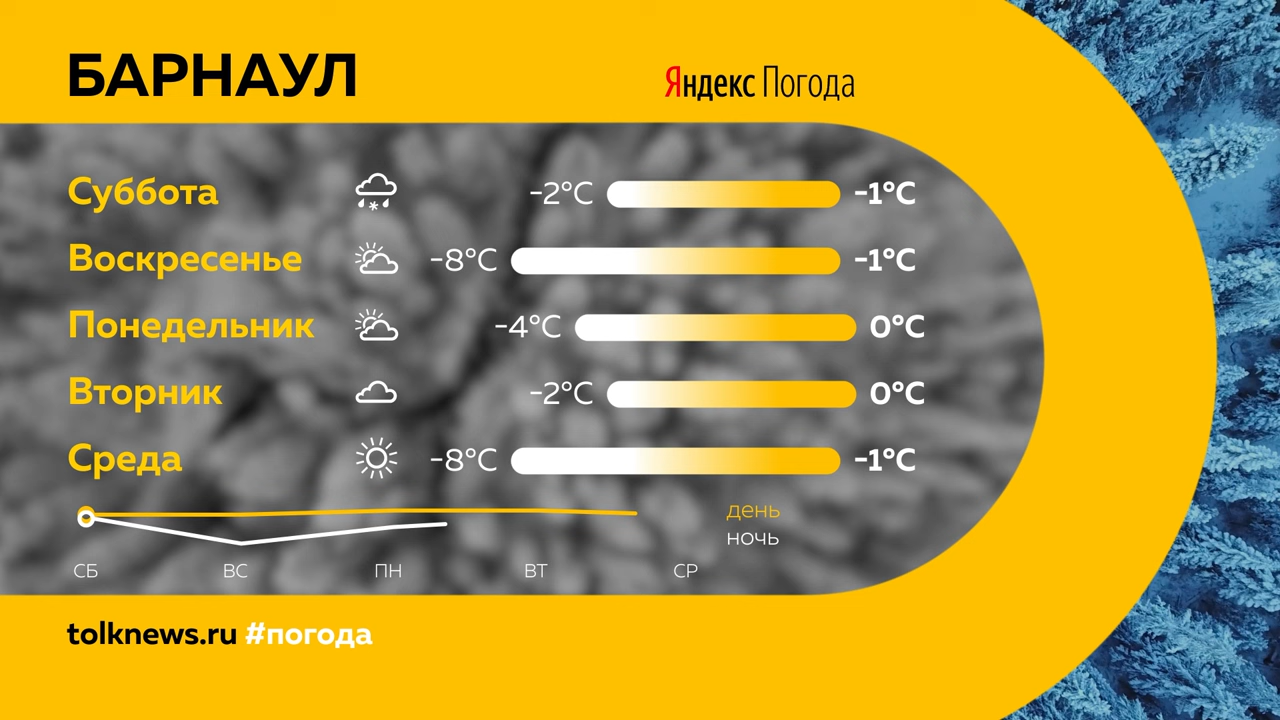 БАРНАУЛ
Яндекс Погода
Суббота -2°C -1°C
Воскресенье -8°C -1°C
Понедельник -4°C 0°C
Вторник -2°C 0°C
Среда -8°C -1°C
день
ночь
СБ ВС ПН ВТ СР
tolknews.ru #погода